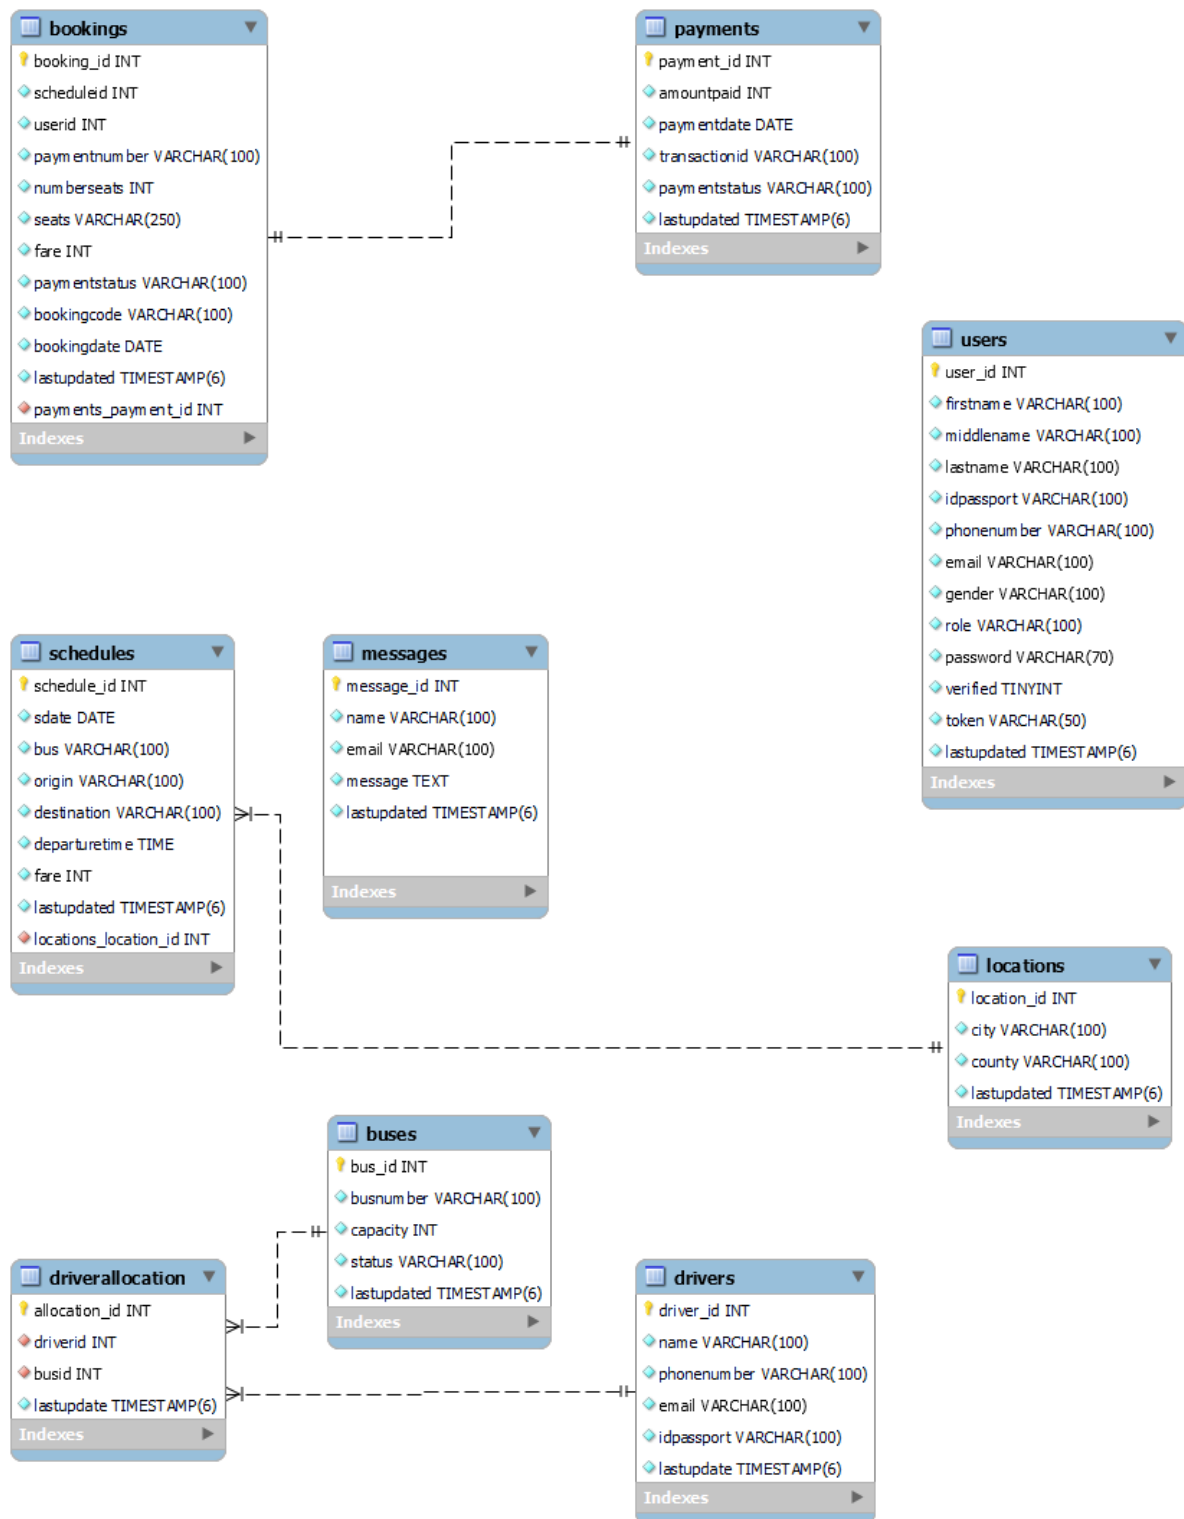 bookings
booking_id INT
scheduleid INT
userid INT
paymentnumber VARCHAR(100)
numberseats INT
seats VARCHAR(250)
fare INT
paymentstatus VARCHAR(100)
bookingcode VARCHAR(100)
bookingdate DATE
lastupdated TIMESTAMP(6)
payments_payment_id INT
Indexes
payments
payment_id INT
amountpaid INT
paymentdate DATE
transactionid VARCHAR(100)
paymentstatus VARCHAR(100)
lastupdated TIMESTAMP(6)
Indexes
users
user_id INT
firstname VARCHAR(100)
middlename VARCHAR(100)
lastname VARCHAR(100)
idpassport VARCHAR(100)
phonenumber VARCHAR(100)
email VARCHAR(100)
gender VARCHAR(100)
role VARCHAR(100)
password VARCHAR(70)
verified TINYINT
token VARCHAR(50)
lastupdated TIMESTAMP(6)
Indexes
schedules
schedule_id INT
sdate DATE
bus VARCHAR(100)
origin VARCHAR(100)
destination VARCHAR(100)
departuretime TIME
fare INT
lastupdated TIMESTAMP(6)
locations_location_id INT
Indexes
messages
message_id INT
name VARCHAR(100)
email VARCHAR(100)
message TEXT
lastupdated TIMESTAMP(6)
Indexes
locations
location_id INT
city VARCHAR(100)
county VARCHAR(100)
lastupdated TIMESTAMP(6)
Indexes
buses
bus_id INT
busnumber VARCHAR(100)
capacity INT
status VARCHAR(100)
lastupdated TIMESTAMP(6)
Indexes
driverallocation
allocation_id INT
driverid INT
busid INT
lastupdate TIMESTAMP(6)
Indexes
drivers
driver_id INT
name VARCHAR(100)
phonenumber VARCHAR(100)
email VARCHAR(100)
idpassport VARCHAR(100)
lastupdate TIMESTAMP(6)
Indexes